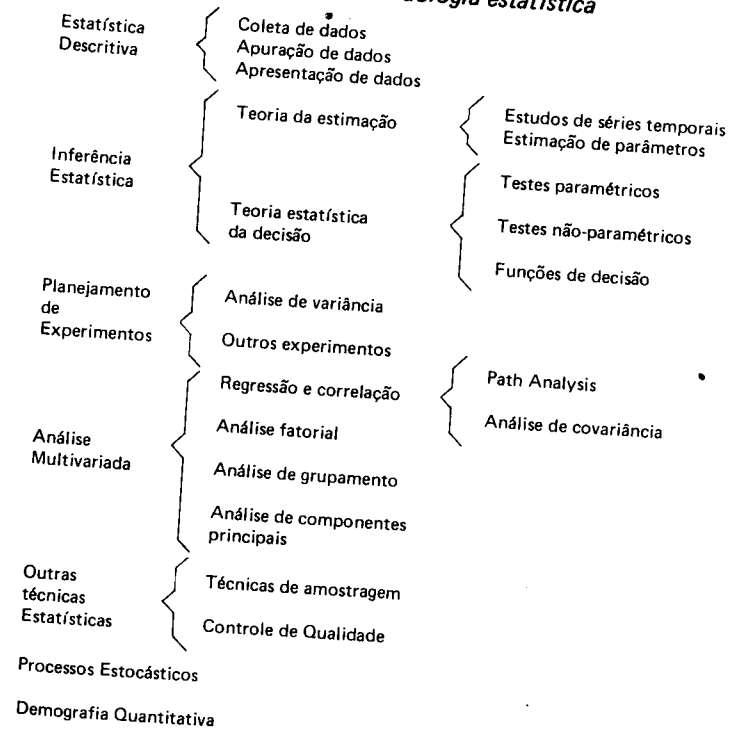 estatística
Estatística
Descritiva
Coleta de dados
Apuração de dados
Apresentação de dados
Inferência
Estatística
Teoria da estimação
Estudos de séries temporais
Estimação de parâmetros
Teoria estatística
da decisão
Testes paramétricos
Testes não-paramétricos
Funções de decisão
Planejamento
de
Experimentos
Análise de variância
Outros experimentos
Análise
Multivariada
Regressão e correlação
Path Analysis
Análise de covariância
Análise fatorial
Análise de grupamento
Análise de componentes
principais
Outras
técnicas
Estatísticas
Técnicas de amostragem
Controle de Qualidade
Processos Estocásticos
Demografia Quantitativa